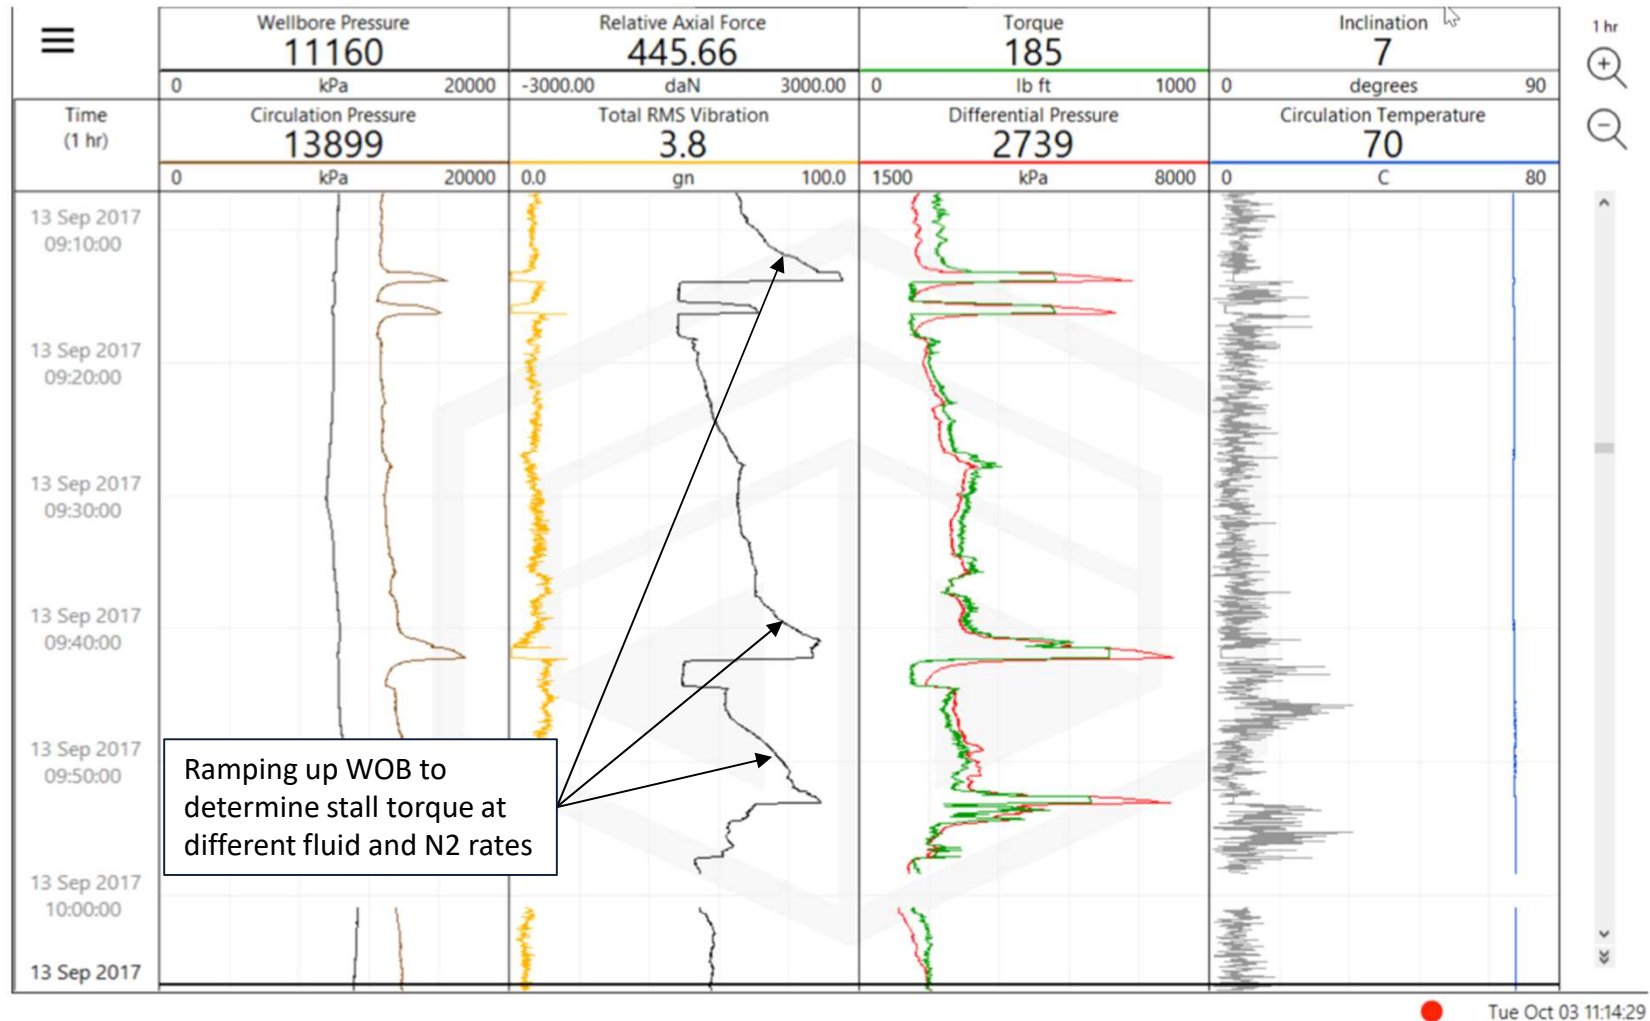 Wellbore Pressure
11160
0 kPa 20000
Relative Axial Force
445.66
-3000.00 daN 3000.00
Torque
185
0 lb ft 1000
Inclination
7
0 degrees 90
1 hr
Time
(1 hr)
Circulation Pressure
13899
0 kPa 20000
Total RMS Vibration
3.8
0.0 gn 100.0
Differential Pressure
2739
1500 kPa 8000
Circulation Temperature
70
0 C 80
13 Sep 2017
09:10:00
13 Sep 2017
09:20:00
13 Sep 2017
09:30:00
13 Sep 2017
09:40:00
13 Sep 2017
09:50:00
Ramping up WOB to
determine stall torque at
different fluid and N2 rates
13 Sep 2017
10:00:00
13 Sep 2017
Tue Oct 03 11:14:29